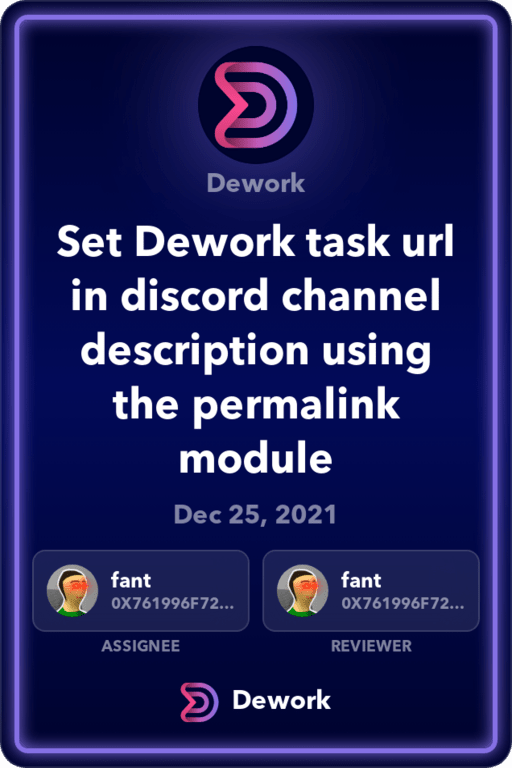 Dework
Set Dework task url
in discord channel
description using
the permalink
module
Dec 25, 2021
fant
0X761996F72...
fant
0X761996F72...
ASSIGNEE
REVIEWER
Dework